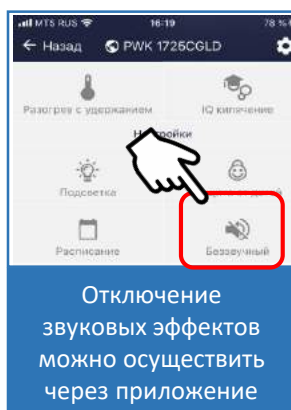 MTS RUS 16:19 78 %
Назад PWK 1725CGLD
Разогрев с удержанием IQ кипячение
Подсветка
Расписание Беззвучный
Отключение
звуковых эффектов
можно осуществить
через приложение